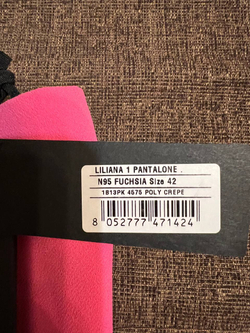 LILIANA 1 PANTALONE .
N95 FUCHSIA Size 42
1813PK 4575 POLY CREPE
8 052777 471424